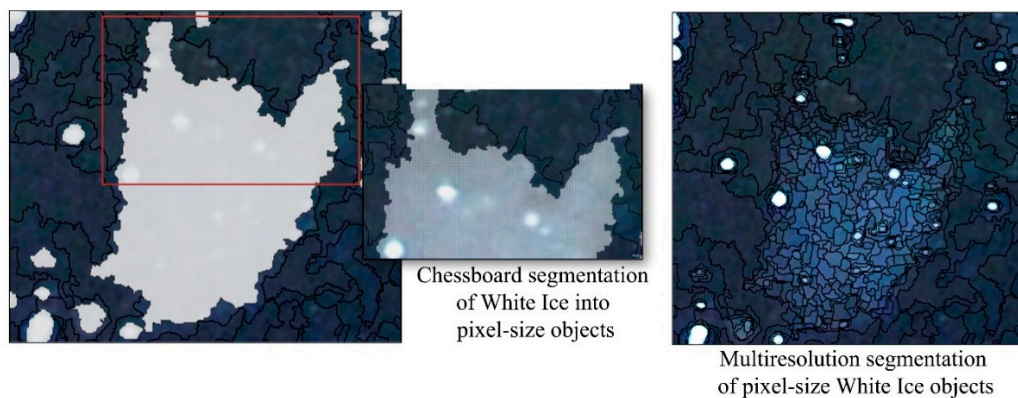 Chessboard segmentation
of White Ice into
pixel-size objects
Multiresolution segmentation
of pixel-size White Ice objects